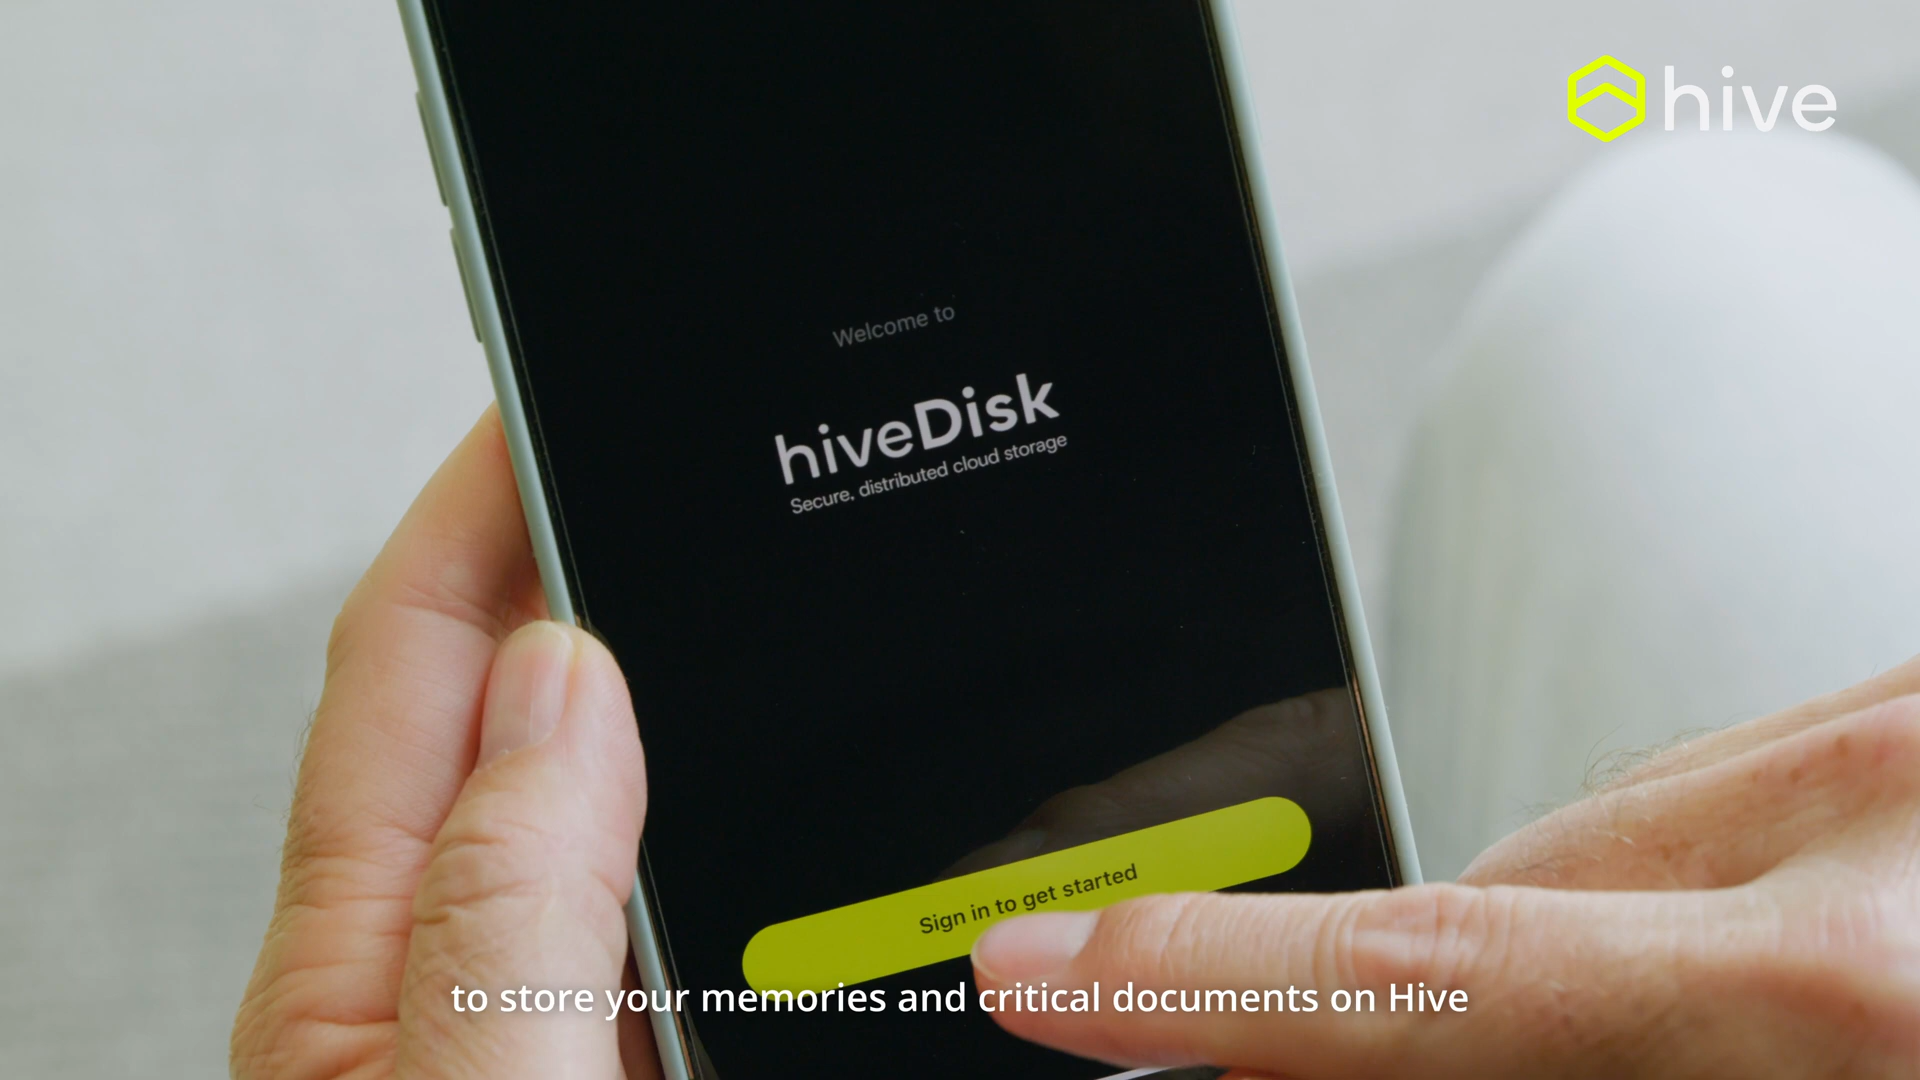 hive
Welcome to
hiveDisk
Secure, distributed cloud storage
Sign in to get started
to store your memories and critical documents on Hive